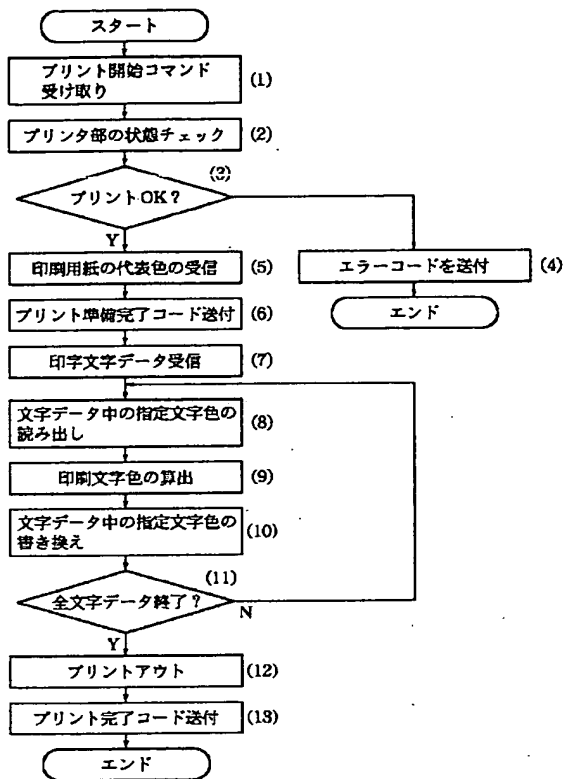 スタート
プリント開始コマンド
受け取り
(1)
プリンタ部の状態チェック
(2)
(3)
プリントOK?
Y
印刷用紙の代表色の受信
(5)
エラーコードを送付
(4)
プリント準備完了コード送付
(6)
エンド
印字文字データ受信
(7)
文字データ中の指定文字色の
読み出し
(8)
印刷文字色の算出
(9)
文字データ中の指定文字色の
書き換え
(10)
(11)
全文字データ終了?
N
Y
プリントアウト
(12)
プリント完了コード送付
(13)
エンド